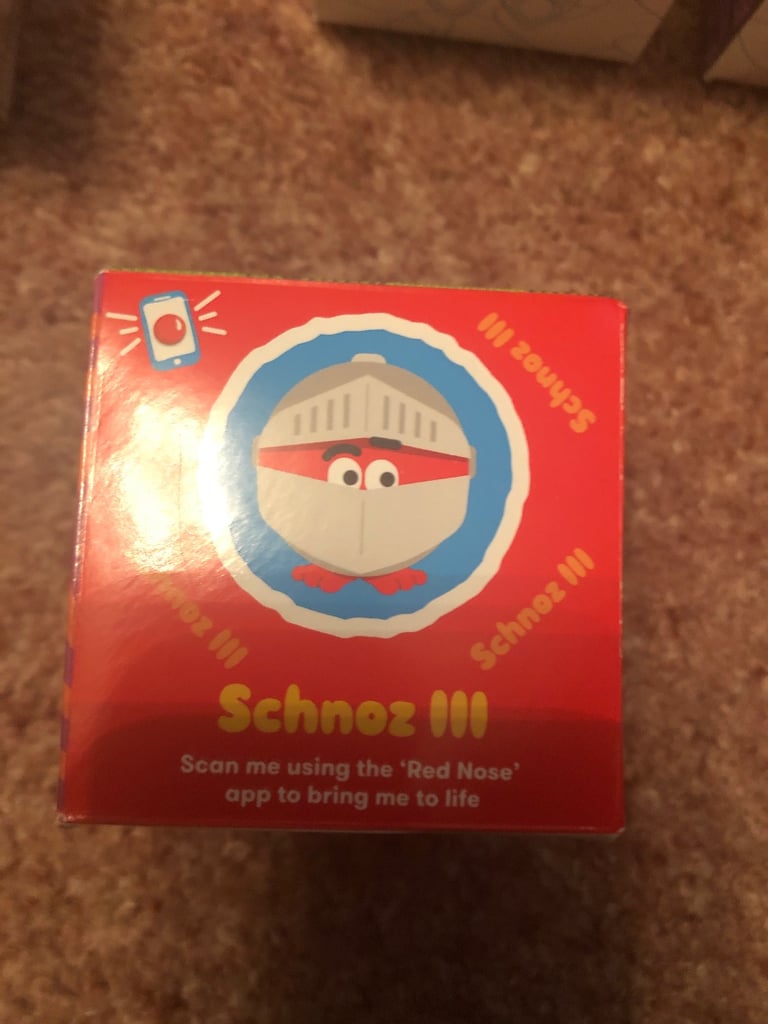 Schnoz III
Schnoz III
III
Schnoz III
Scan me using the ‘Red Nose’
app to bring me to life